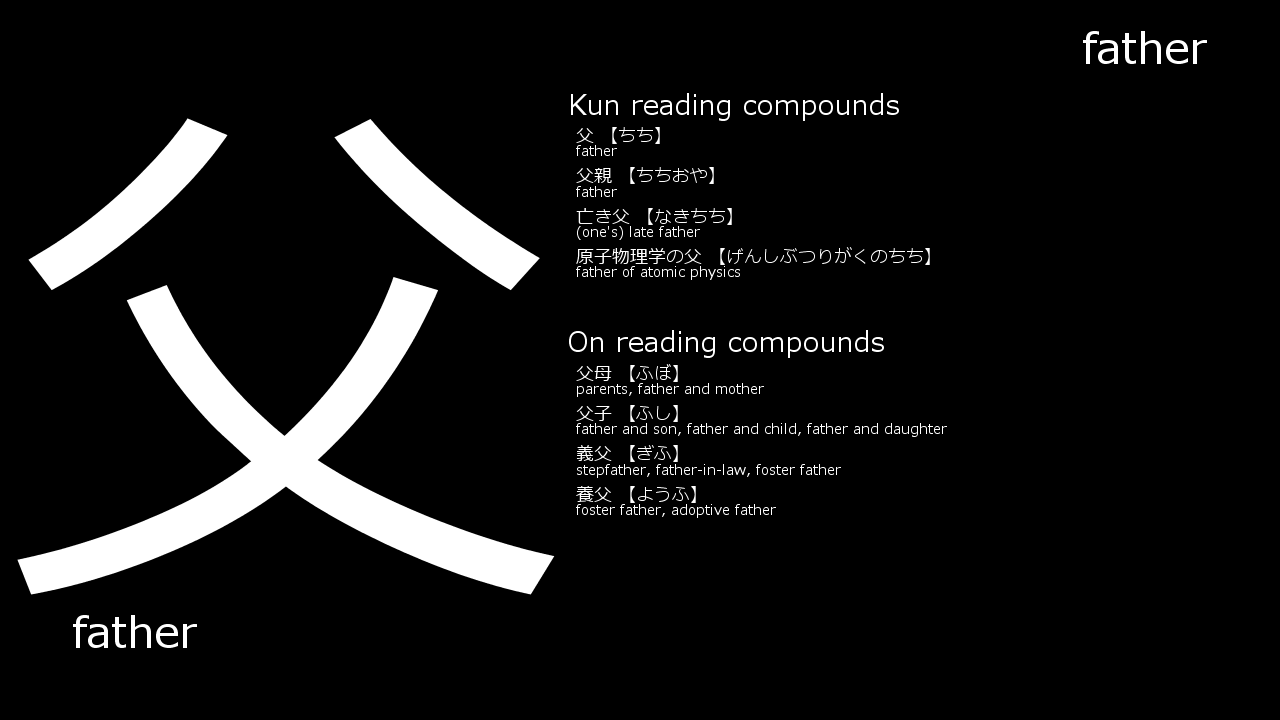 father
父
father
Kun reading compounds
父 【ちち】
father
父親 【ちちおや】
father
亡き父 【なきちち】
(one's) late father
原子物理学の父 【げんしぶつりがくのちち】
father of atomic physics
On reading compounds
父母 【ふぼ】
parents, father and mother
父子 【ふし】
father and son, father and child, father and daughter
義父 【ぎふ】
stepfather, father-in-law, foster father
養父 【ようふ】
foster father, adoptive father